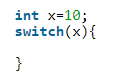 int x=10;
switch(x){
}